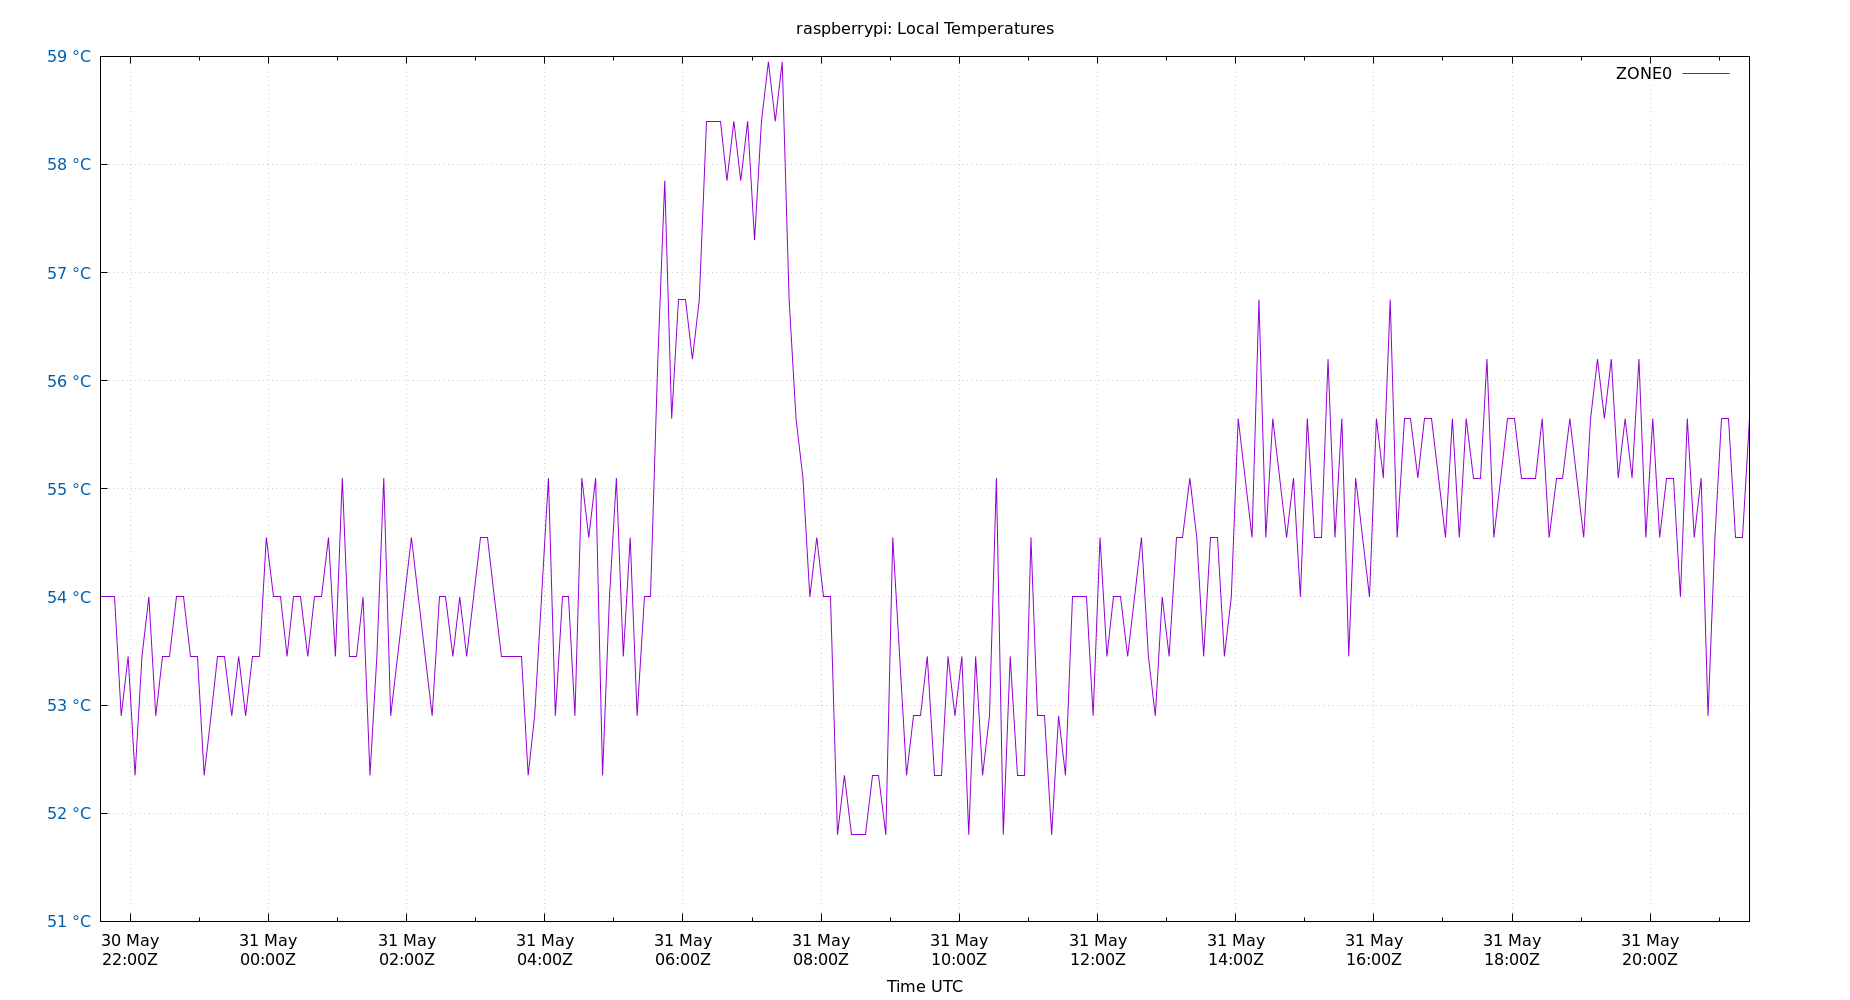 raspberrypi: Local Temperatures
ZONE0
59 °C
58 °C
57 °C
56 °C
55 °C
54 °C
53 °C
52 °C
51 °C
30 May 31 May 31 May 31 May 31 May 31 May 31 May 31 May 31 May 31 May 31 May 31 May
22:00Z 00:00Z 02:00Z 04:00Z 06:00Z 08:00Z 10:00Z 12:00Z 14:00Z 16:00Z 18:00Z 20:00Z
Time UTC